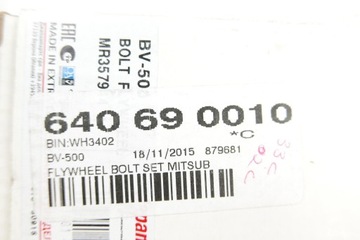 EAC
MADE IN EXTR
BV-50
BOLT F
MR3579
640 69 0010
*C
BIN:WH3402
BV-500 18/11/2015 879681
FLYWHEEL BOLT SET MITSUB